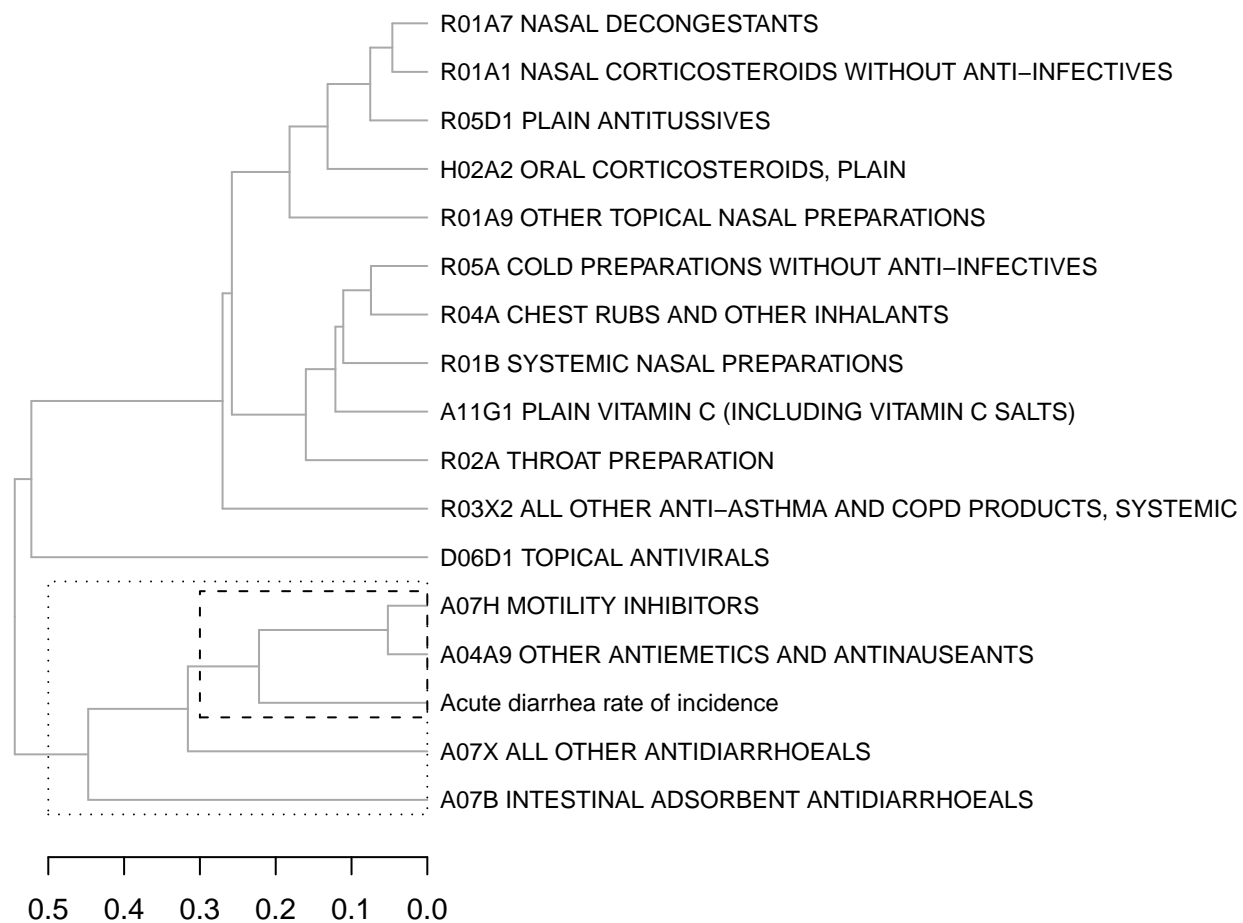 R01A7 NASAL DECONGESTANTS
R01A1 NASAL CORTICOSTEROIDS WITHOUT ANTI−INFECTIVES
R05D1 PLAIN ANTITUSSIVES
H02A2 ORAL CORTICOSTEROIDS, PLAIN
R01A9 OTHER TOPICAL NASAL PREPARATIONS
R05A COLD PREPARATIONS WITHOUT ANTI−INFECTIVES
R04A CHEST RUBS AND OTHER INHALANTS
R01B SYSTEMIC NASAL PREPARATIONS
A11G1 PLAIN VITAMIN C (INCLUDING VITAMIN C SALTS)
R02A THROAT PREPARATION
R03X2 ALL OTHER ANTI−ASTHMA AND COPD PRODUCTS, SYSTEMIC
D06D1 TOPICAL ANTIVIRALS
A07H MOTILITY INHIBITORS
A04A9 OTHER ANTIEMETICS AND ANTINAUSEANTS
Acute diarrhea rate of incidence
A07X ALL OTHER ANTIDIARRHOEALS
A07B INTESTINAL ADSORBENT ANTIDIARRHOEALS
0.5 0.4 0.3 0.2 0.1 0.0